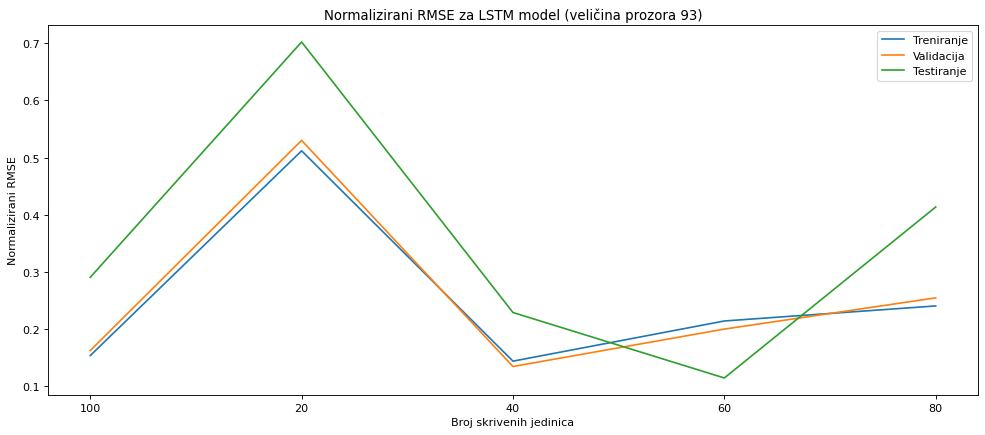 Normalizirani RMSE za LSTM model (veličina prozora 93)
Treniranje
Validacija
Testiranje
Normalizirani RMSE
0.7
0.6
0.5
0.4
0.3
0.2
0.1
100 20 40 60 80
Broj skrivenih jedinica